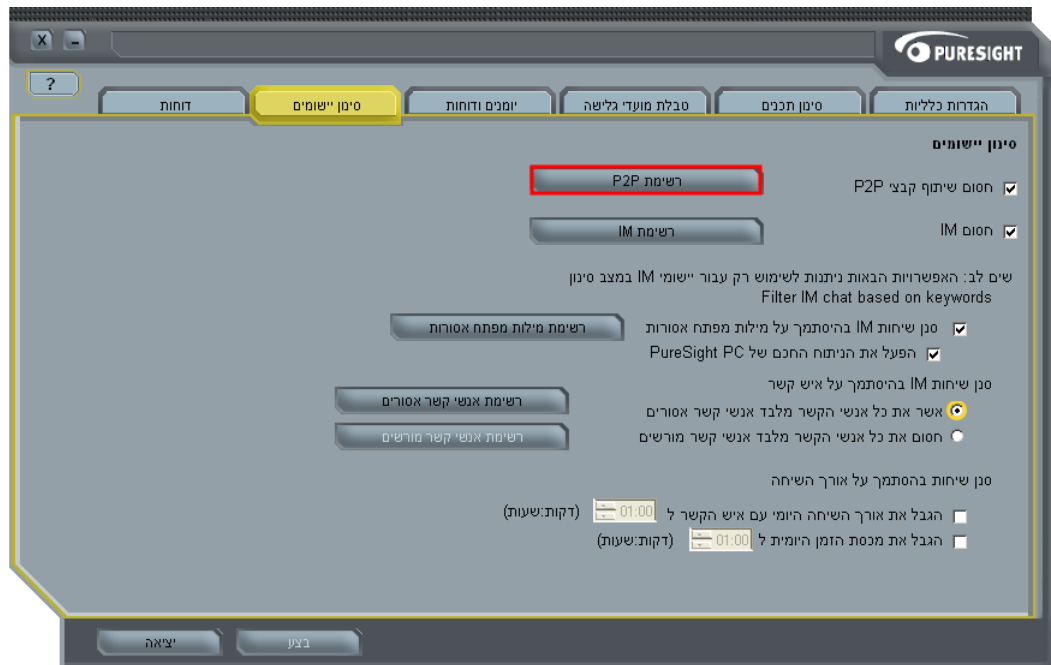 X
-
PURESIGHT
?
הגדרות כלליות
סינון תכנים
טבלת מועדי גלישה
יומנים ודוחות
סינון יישומים
דוחות
סינון יישומים
חסום שיתוף קבצי P2P
רשימת P2P
חסום IM
רשימת IM
שים לב: האפשרויות הבאות ניתנות לשימוש רק עבור יישומי IM במצב סינון
Filter IM chat based on keywords
סנן שיחות IM בהיסתמך על מילות מפתח אסורות
רשימת מילות מפתח אסורות
הפעל את הניתוח החכם של PureSight PC
סנן שיחות IM בהיסתמך על איש קשר
אשר את כל אנשי הקשר מלבד אנשי קשר אסורים
רשימת אנשי קשר אסורים
חסום את כל אנשי הקשר מלבד אנשי קשר מורשים
רשימת אנשי קשר מורשים
סנן שיחות בהסתמך על אורך השיחה
הגבל את אורך השיחה היומי עם איש הקשר ל 01:00 (דקות:שעות)
הגבל את מכסת הזמן היומית ל 01:00 (דקות:שעות)
בצע
יציאה